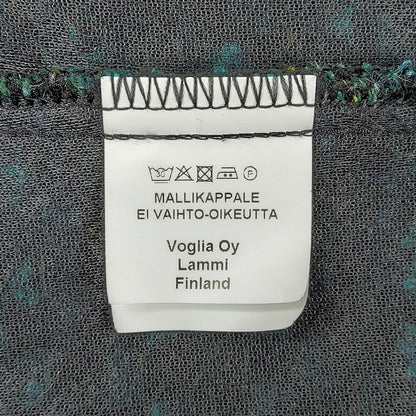 MALLIKAPPALE
EI VAIHTO-OIKEUTTA
Voglia Oy
Lammi
Finland